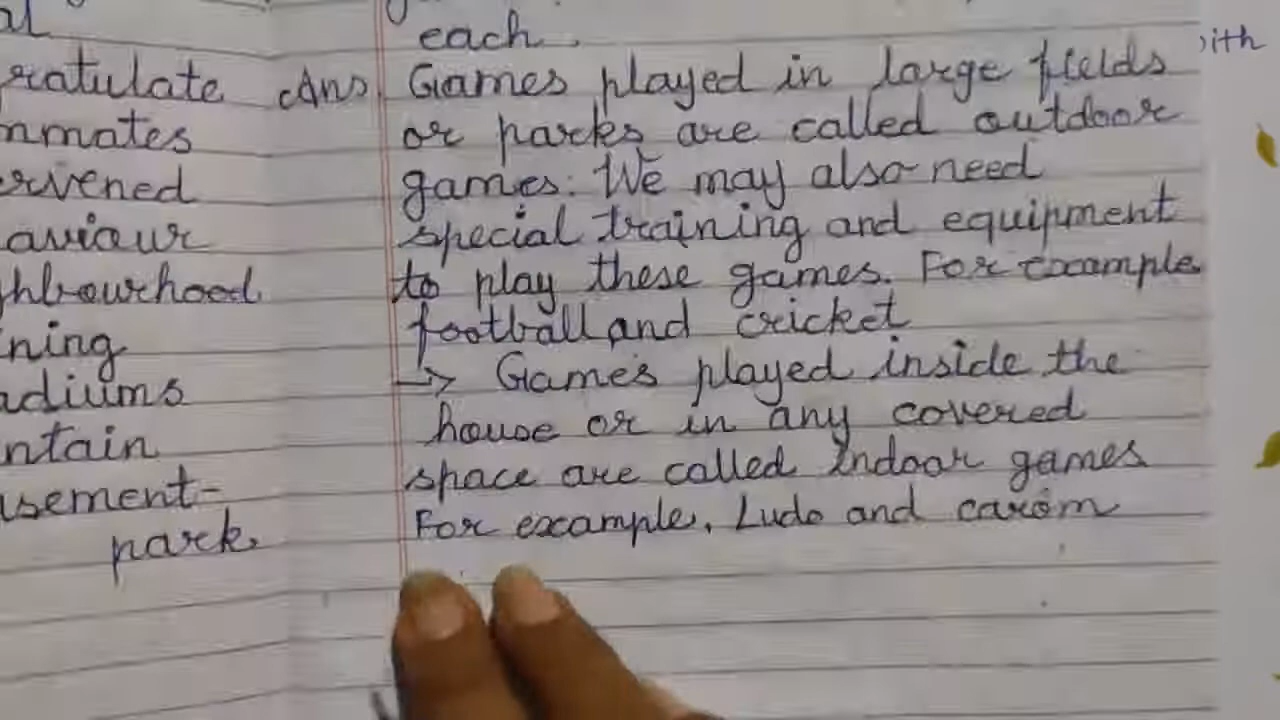 each.
Ans Games played in large fields
or parks are called outdoor
games. We may also need
special training and equipment
to play these games. For example
football and cricket
→ Games played inside the
house or in any covered
space are called indoor games
For example, Ludo and carom
ratulate
nmates
ervened
aviour
hbourhood
ning
adiums
ntain
usement-
park.
ith